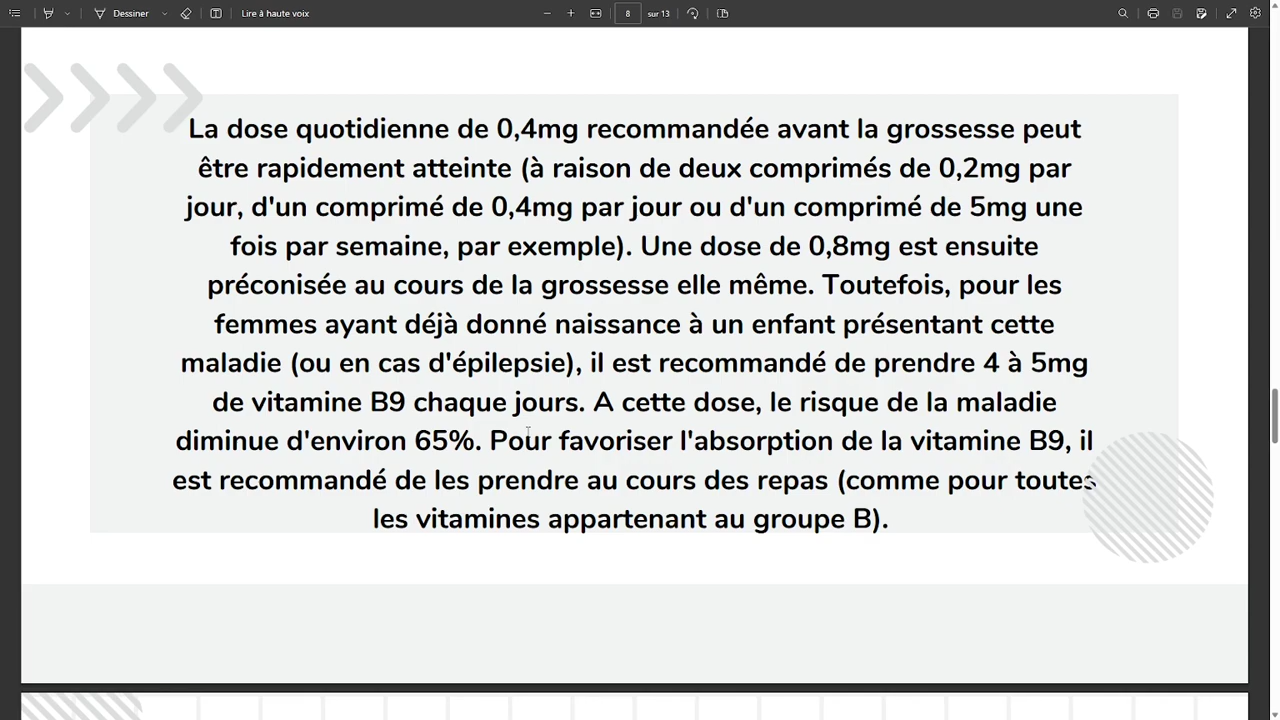 Dessiner
Lire à haute voix
8
sur 13
La dose quotidienne de 0,4mg recommandée avant la grossesse peut
être rapidement atteinte (à raison de deux comprimés de 0,2mg par
jour, d'un comprimé de 0,4mg par jour ou d'un comprimé de 5mg une
fois par semaine, par exemple). Une dose de 0,8mg est ensuite
préconisée au cours de la grossesse elle même. Toutefois, pour les
femmes ayant déjà donné naissance à un enfant présentant cette
maladie (ou en cas d'épilepsie), il est recommandé de prendre 4 à 5mg
de vitamine B9 chaque jours. A cette dose, le risque de la maladie
diminue d'environ 65%. Pour favoriser l'absorption de la vitamine B9, il
est recommandé de les prendre au cours des repas (comme pour toutes
les vitamines appartenant au groupe B).